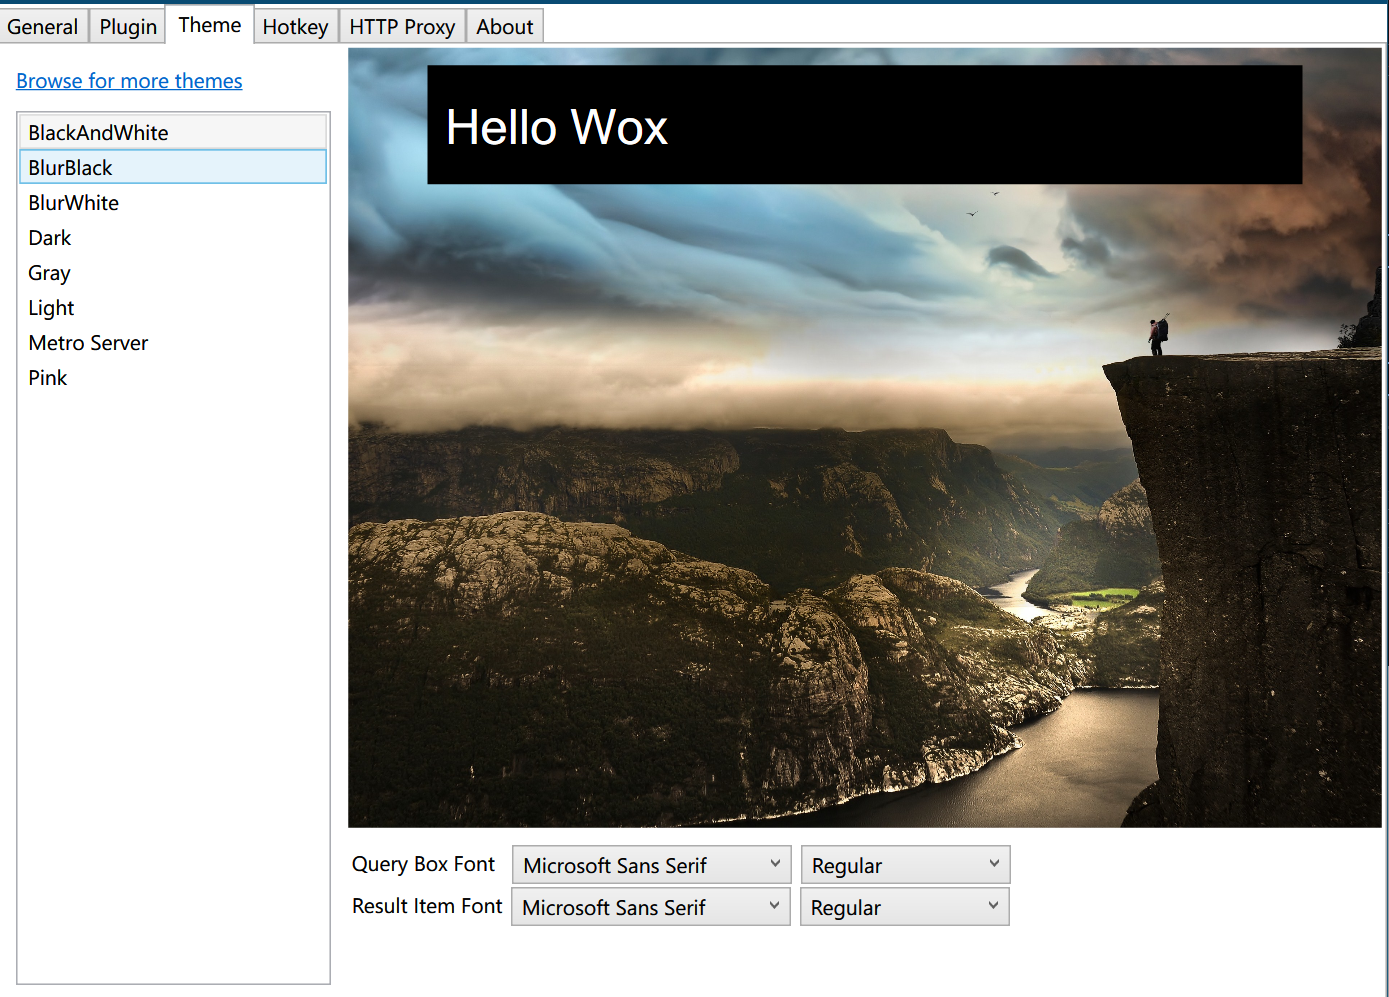 General
Plugin
Theme
Hotkey
HTTP Proxy
About
Browse for more themes
BlackAndWhite
BlurBlack
BlurWhite
Dark
Gray
Light
Metro Server
Pink
Hello Wox
Query Box Font
Microsoft Sans Serif
Regular
Result Item Font
Microsoft Sans Serif
Regular